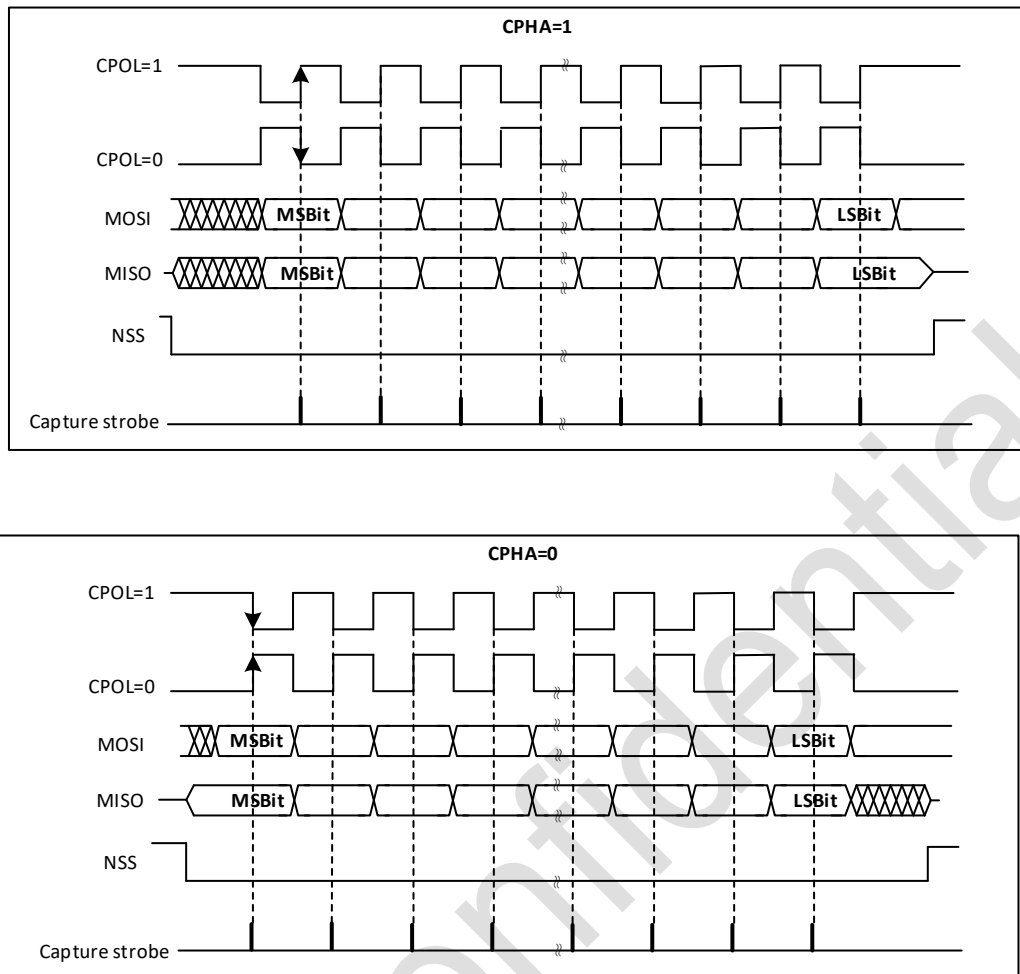 CPHA=1
CPOL=1
CPOL=0
MOSI MSBit LSBit
MISO MSBit LSBit
NSS
Capture strobe
CPHA=0
CPOL=1
CPOL=0
MOSI MSBit LSBit
MISO MSBit LSBit
NSS
Capture strobe
onfidential